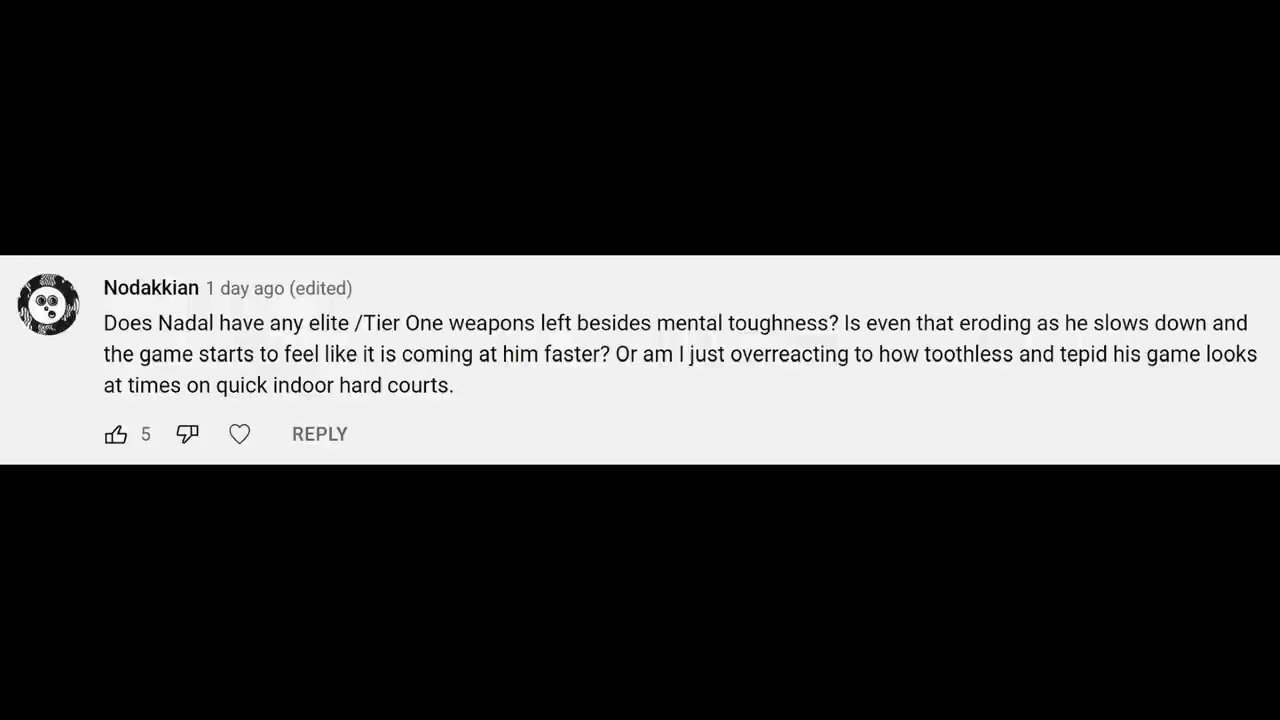 Nodakkian 1 day ago (edited)
Does Nadal have any elite /Tier One weapons left besides mental toughness? Is even that eroding as he slows down and
the game starts to feel like it is coming at him faster? Or am I just overreacting to how toothless and tepid his game looks
at times on quick indoor hard courts.
5 REPLY